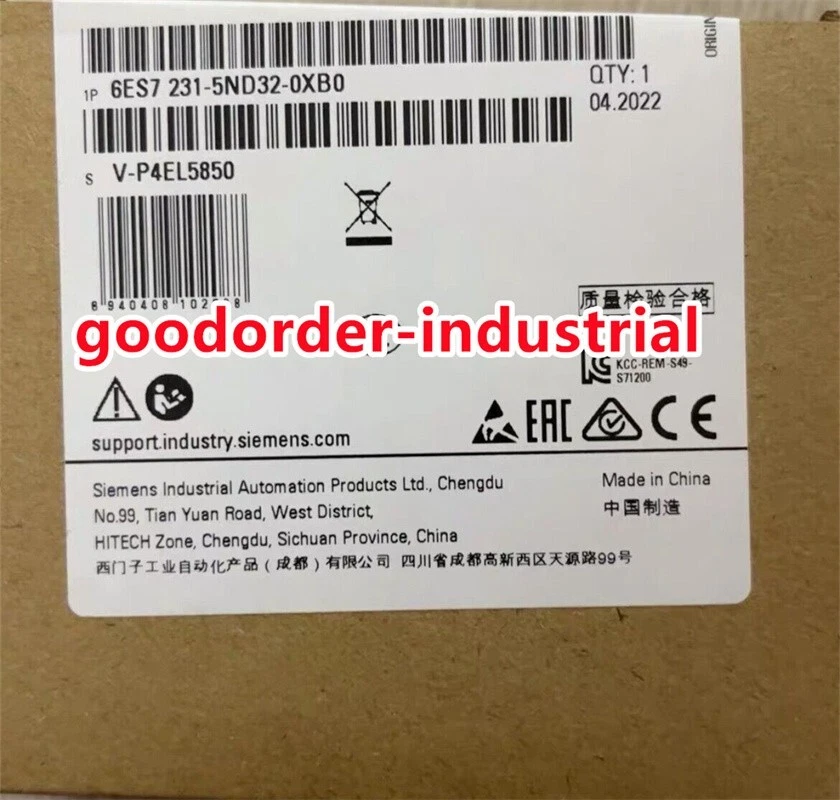 ORIGIN
1P 6ES7 231-5ND32-0XB0
QTY: 1
04.2022
S V-P4EL5850
质量检验合格
goodorder-industrial
KCC-REM-S49-
S71200
EAC CE
support.industry.siemens.com
Siemens Industrial Automation Products Ltd., Chengdu
No.99, Tian Yuan Road, West District,
HITECH Zone, Chengdu, Sichuan Province, China
Made in China
中国制造
西门子工业自动化产品（成都）有限公司 四川省成都高新西区天源路99号